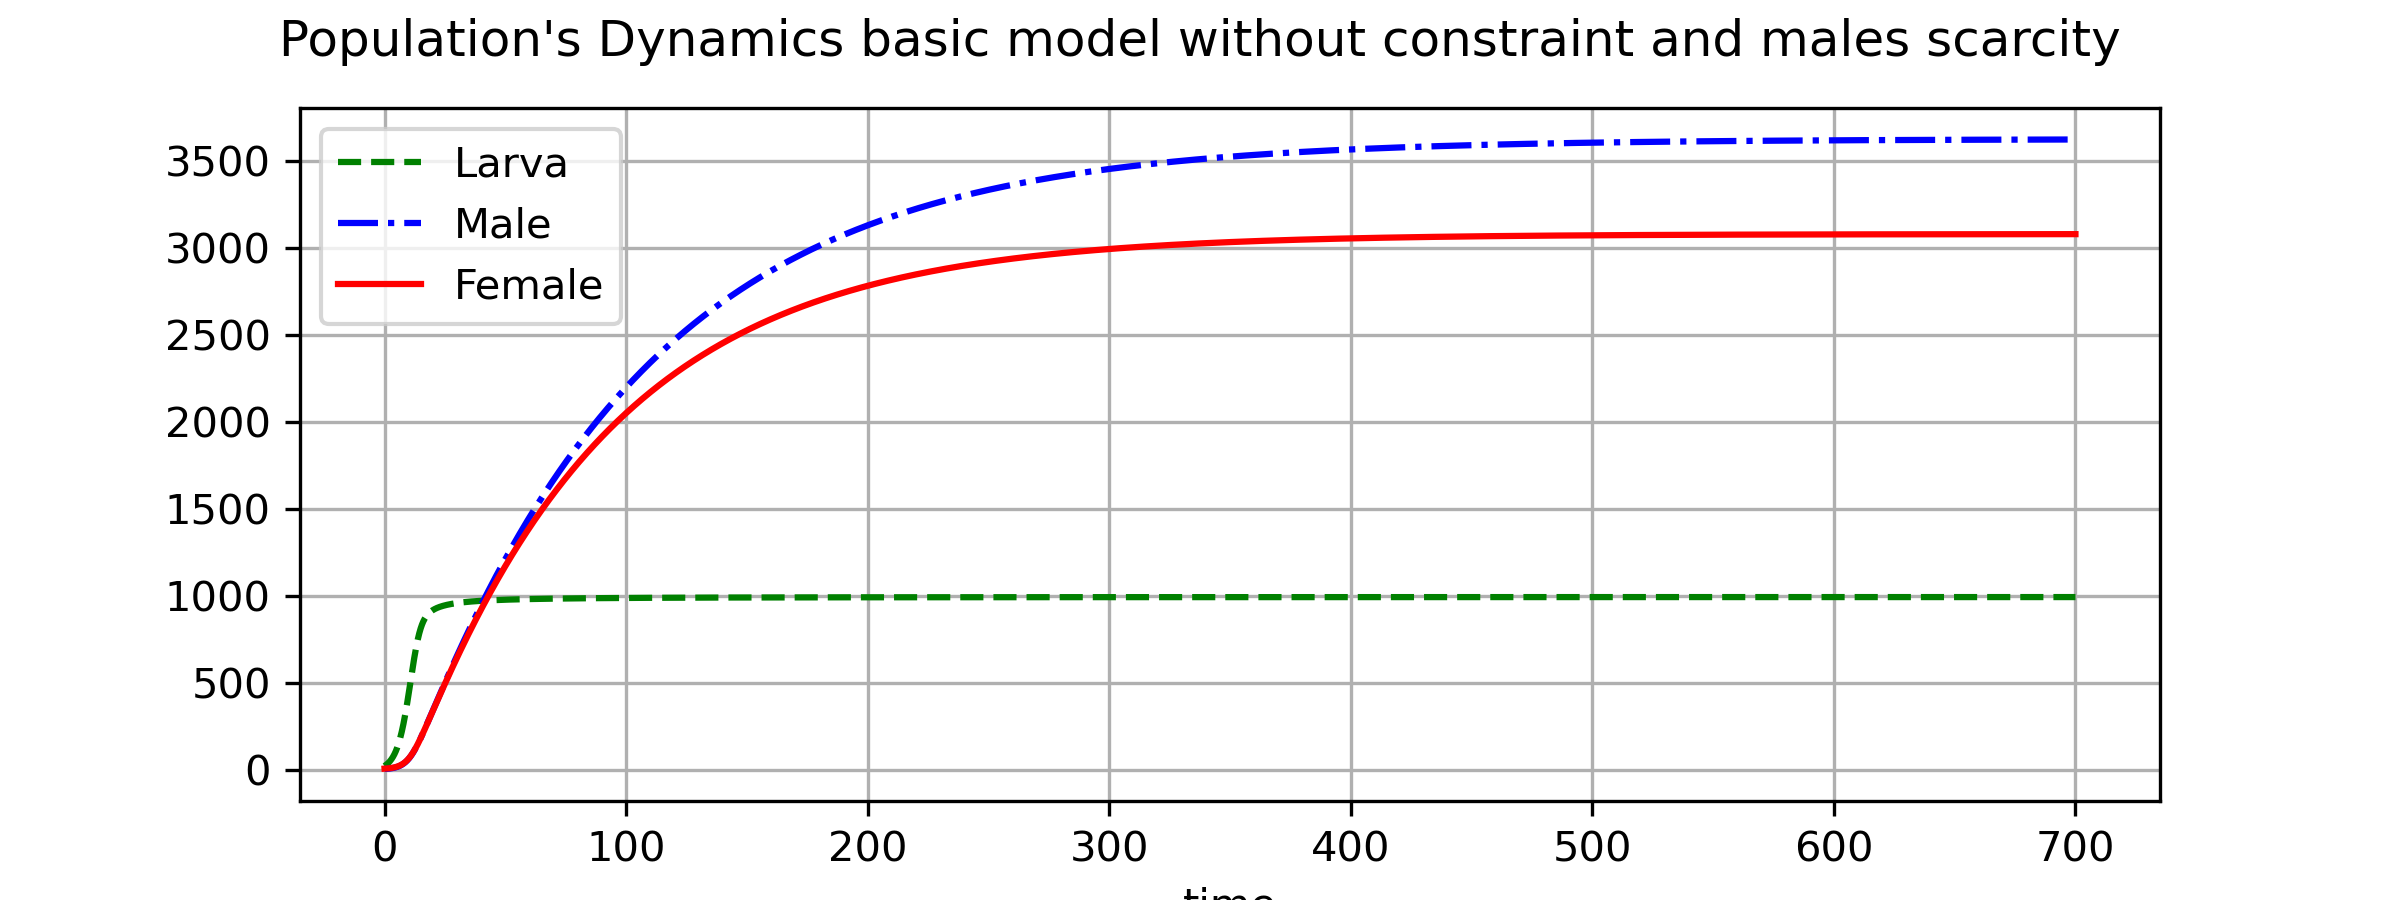 Population's Dynamics basic model without constraint and males scarcity
Larva
Male
Female
3500
3000
2500
2000
1500
1000
500
0
0 100 200 300 400 500 600 700
time